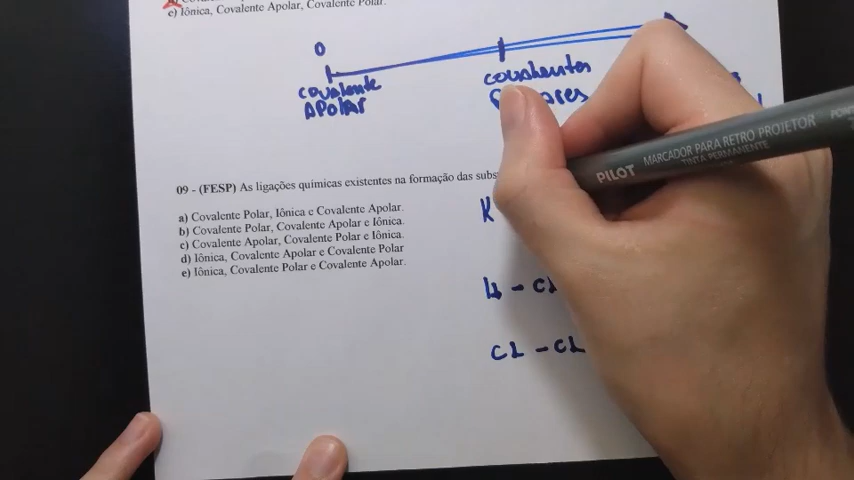 c) Iônica, Covalente Apolar, Covalente Polar.
0
covalente
APOLAR
covalentes
09 - (FESP) As ligações químicas existentes na formação das
a) Covalente Polar, Iônica e Covalente Apolar.
b) Covalente Polar, Covalente Apolar e Iônica.
c) Covalente Apolar, Covalente Polar e Iônica.
d) Iônica, Covalente Apolar e Covalente Polar
e) Iônica, Covalente Polar e Covalente Apolar.
K
H - CL
CL - CL
PILOT MARCADOR PARA RETRO PROJETOR
TINTA PERMANENTE